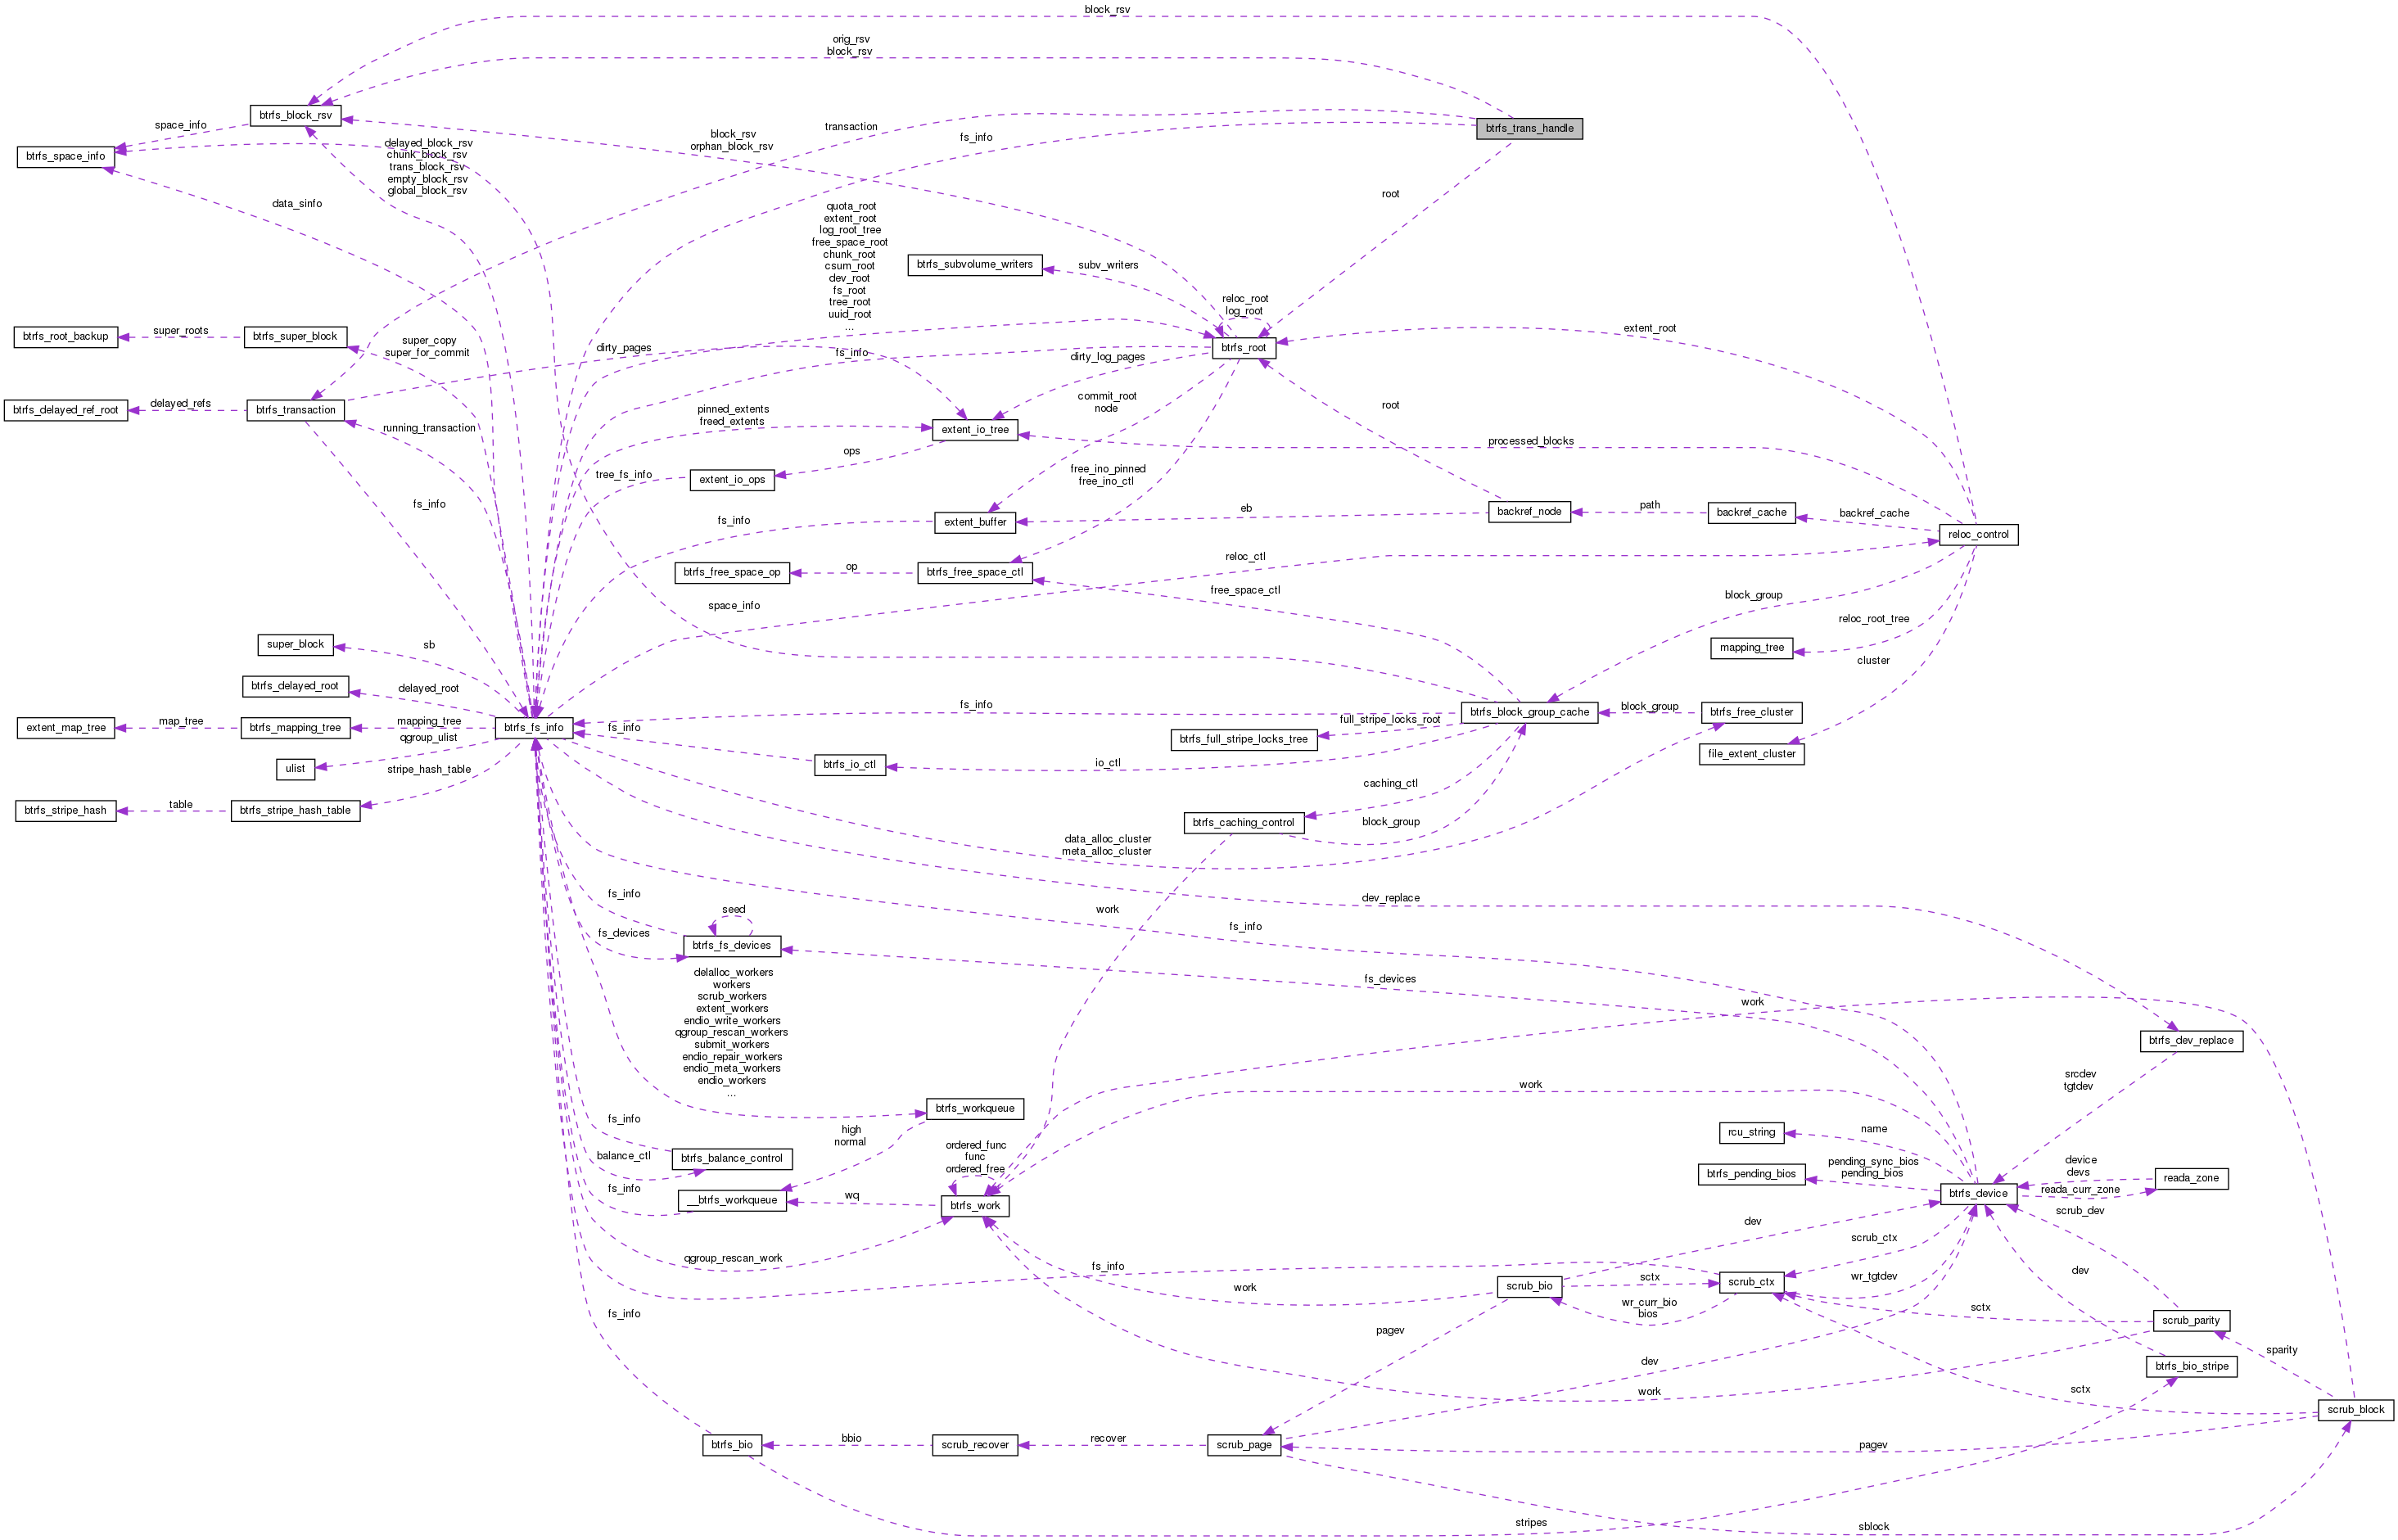 block_rsv
orig_rsv
block_rsv
btrfs_block_rsv
btrfs_trans_handle
space_info
transaction
fs_info
block_rsv
orphan_block_rsv
btrfs_space_info
delayed_block_rsv
chunk_block_rsv
trans_block_rsv
empty_block_rsv
global_block_rsv
root
data_sinfo
quota_root
extent_root
log_root_tree
free_space_root
chunk_root
csum_root
dev_root
fs_root
tree_root
uuid_root
...
btrfs_subvolume_writers
subv_writers
reloc_root
log_root
extent_root
btrfs_root_backup
super_roots
btrfs_super_block
super_copy
super_for_commit
dirty_pages
fs_info
dirty_log_pages
btrfs_root
btrfs_delayed_ref_root
delayed_refs
btrfs_transaction
running_transaction
pinned_extents
freed_extents
extent_io_tree
commit_root
node
root
processed_blocks
ops
tree_fs_info
extent_io_ops
free_ino_pinned
free_ino_ctl
fs_info
fs_info
extent_buffer
eb
backref_node
path
backref_cache
backref_cache
reloc_control
reloc_ctl
btrfs_free_space_op
op
btrfs_free_space_ctl
free_space_ctl
space_info
block_group
reloc_root_tree
mapping_tree
cluster
super_block
sb
btrfs_delayed_root
delayed_root
extent_map_tree
map_tree
btrfs_mapping_tree
mapping_tree
btrfs_fs_info
fs_info
fs_info
btrfs_block_group_cache
block_group
btrfs_free_cluster
full_stripe_locks_root
btrfs_full_stripe_locks_tree
file_extent_cluster
qgroup_ulist
ulist
stripe_hash_table
btrfs_io_ctl
io_ctl
caching_ctl
btrfs_stripe_hash
table
btrfs_stripe_hash_table
btrfs_caching_control
block_group
data_alloc_cluster
meta_alloc_cluster
fs_info
seed
work
dev_replace
fs_info
fs_devices
btrfs_fs_devices
fs_devices
delalloc_workers
workers
scrub_workers
extent_workers
endio_write_workers
qgroup_rescan_workers
submit_workers
endio_repair_workers
endio_meta_workers
endio_workers
...
work
btrfs_dev_replace
srcdev
tgtdev
work
btrfs_workqueue
fs_info
high
normal
rcu_string
name
balance_ctl
btrfs_balance_control
ordered_func
func
ordered_free
btrfs_pending_bios
pending_sync_bios
pending_bios
device
devs
reada_zone
fs_info
__btrfs_workqueue
wq
btrfs_work
btrfs_device
reada_curr_zone
scrub_dev
dev
scrub_ctx
qgroup_rescan_work
fs_info
work
scrub_bio
sctx
scrub_ctx
wr_tgtdev
dev
fs_info
wr_curr_bio
bios
sctx
scrub_parity
pagev
dev
btrfs_bio_stripe
sparity
work
sctx
scrub_block
btrfs_bio
bbio
scrub_recover
recover
scrub_page
pagev
stripes
sblock